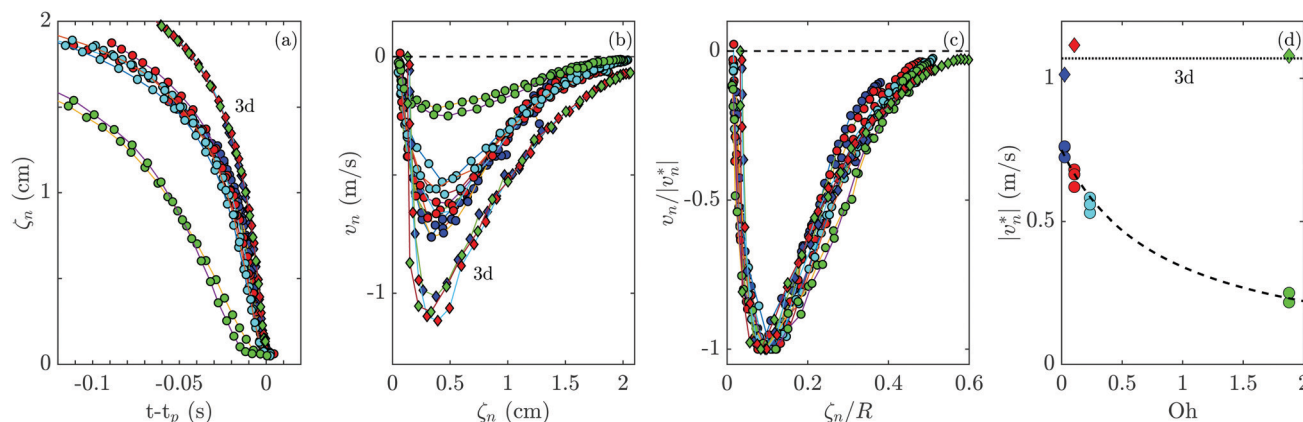 (a)
2
1
0
ζn (cm)
3d
-0.1
-0.05
0
t-tp (s)
(b)
0
-1
vn (m/s)
3d
0
0.5
1
1.5
2
ζn (cm)
(c)
0
-0.5
-1
vn/|vn*|
0
0.2
0.4
0.6
ζn/R
(d)
1
0.5
0
|vn*| (m/s)
3d
0
0.5
1
1.5
2
Oh